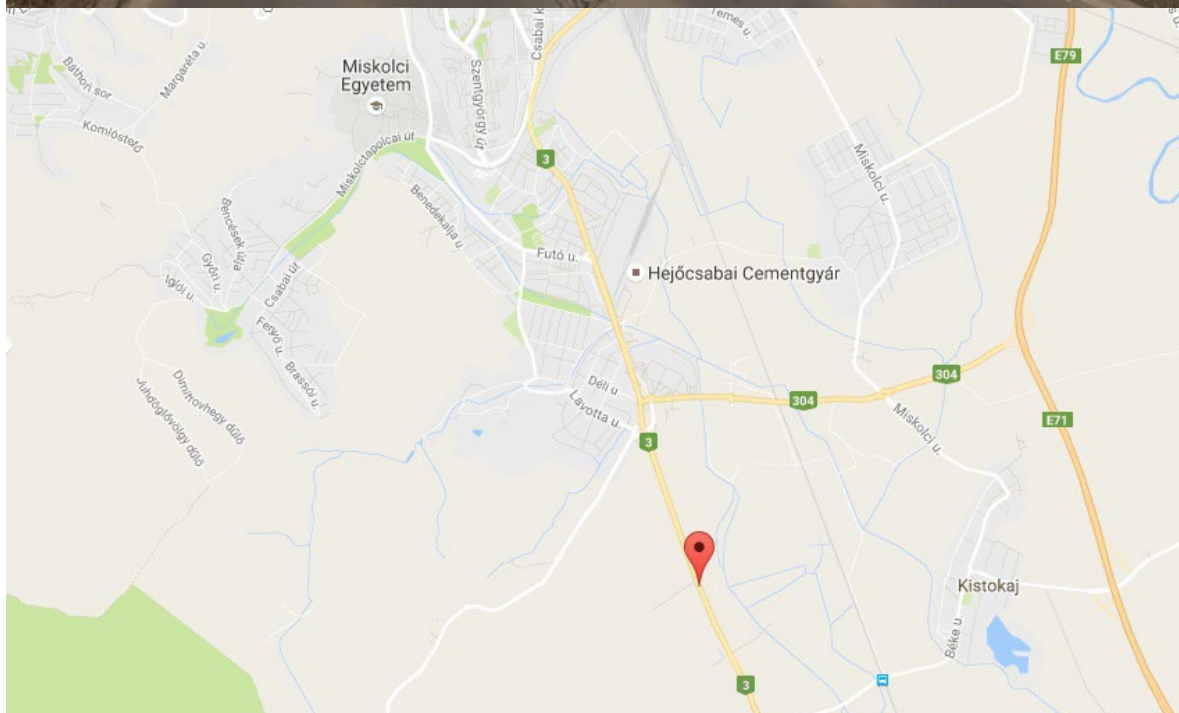 Temes u.
Csabai k
E79
Báthori sor
Margaréta u.
Miskolci
Egyetem
Szentgyörgy út
Komlóstető
Miskolctapolcai út
3
Miskolci u.
Benedekalja u.
Bencések útja
Győri u.
Iglói u.
Csabai út
Futó u.
Hejőcsabai Cementgyár
Fenyő u.
Brassói u.
304
Dimitrovhegy dűlő
Juhdöglővölgy dűlő
Déli u.
Lavotta u.
304
Miskolci u.
E71
3
Kistokaj
Béke u.
3